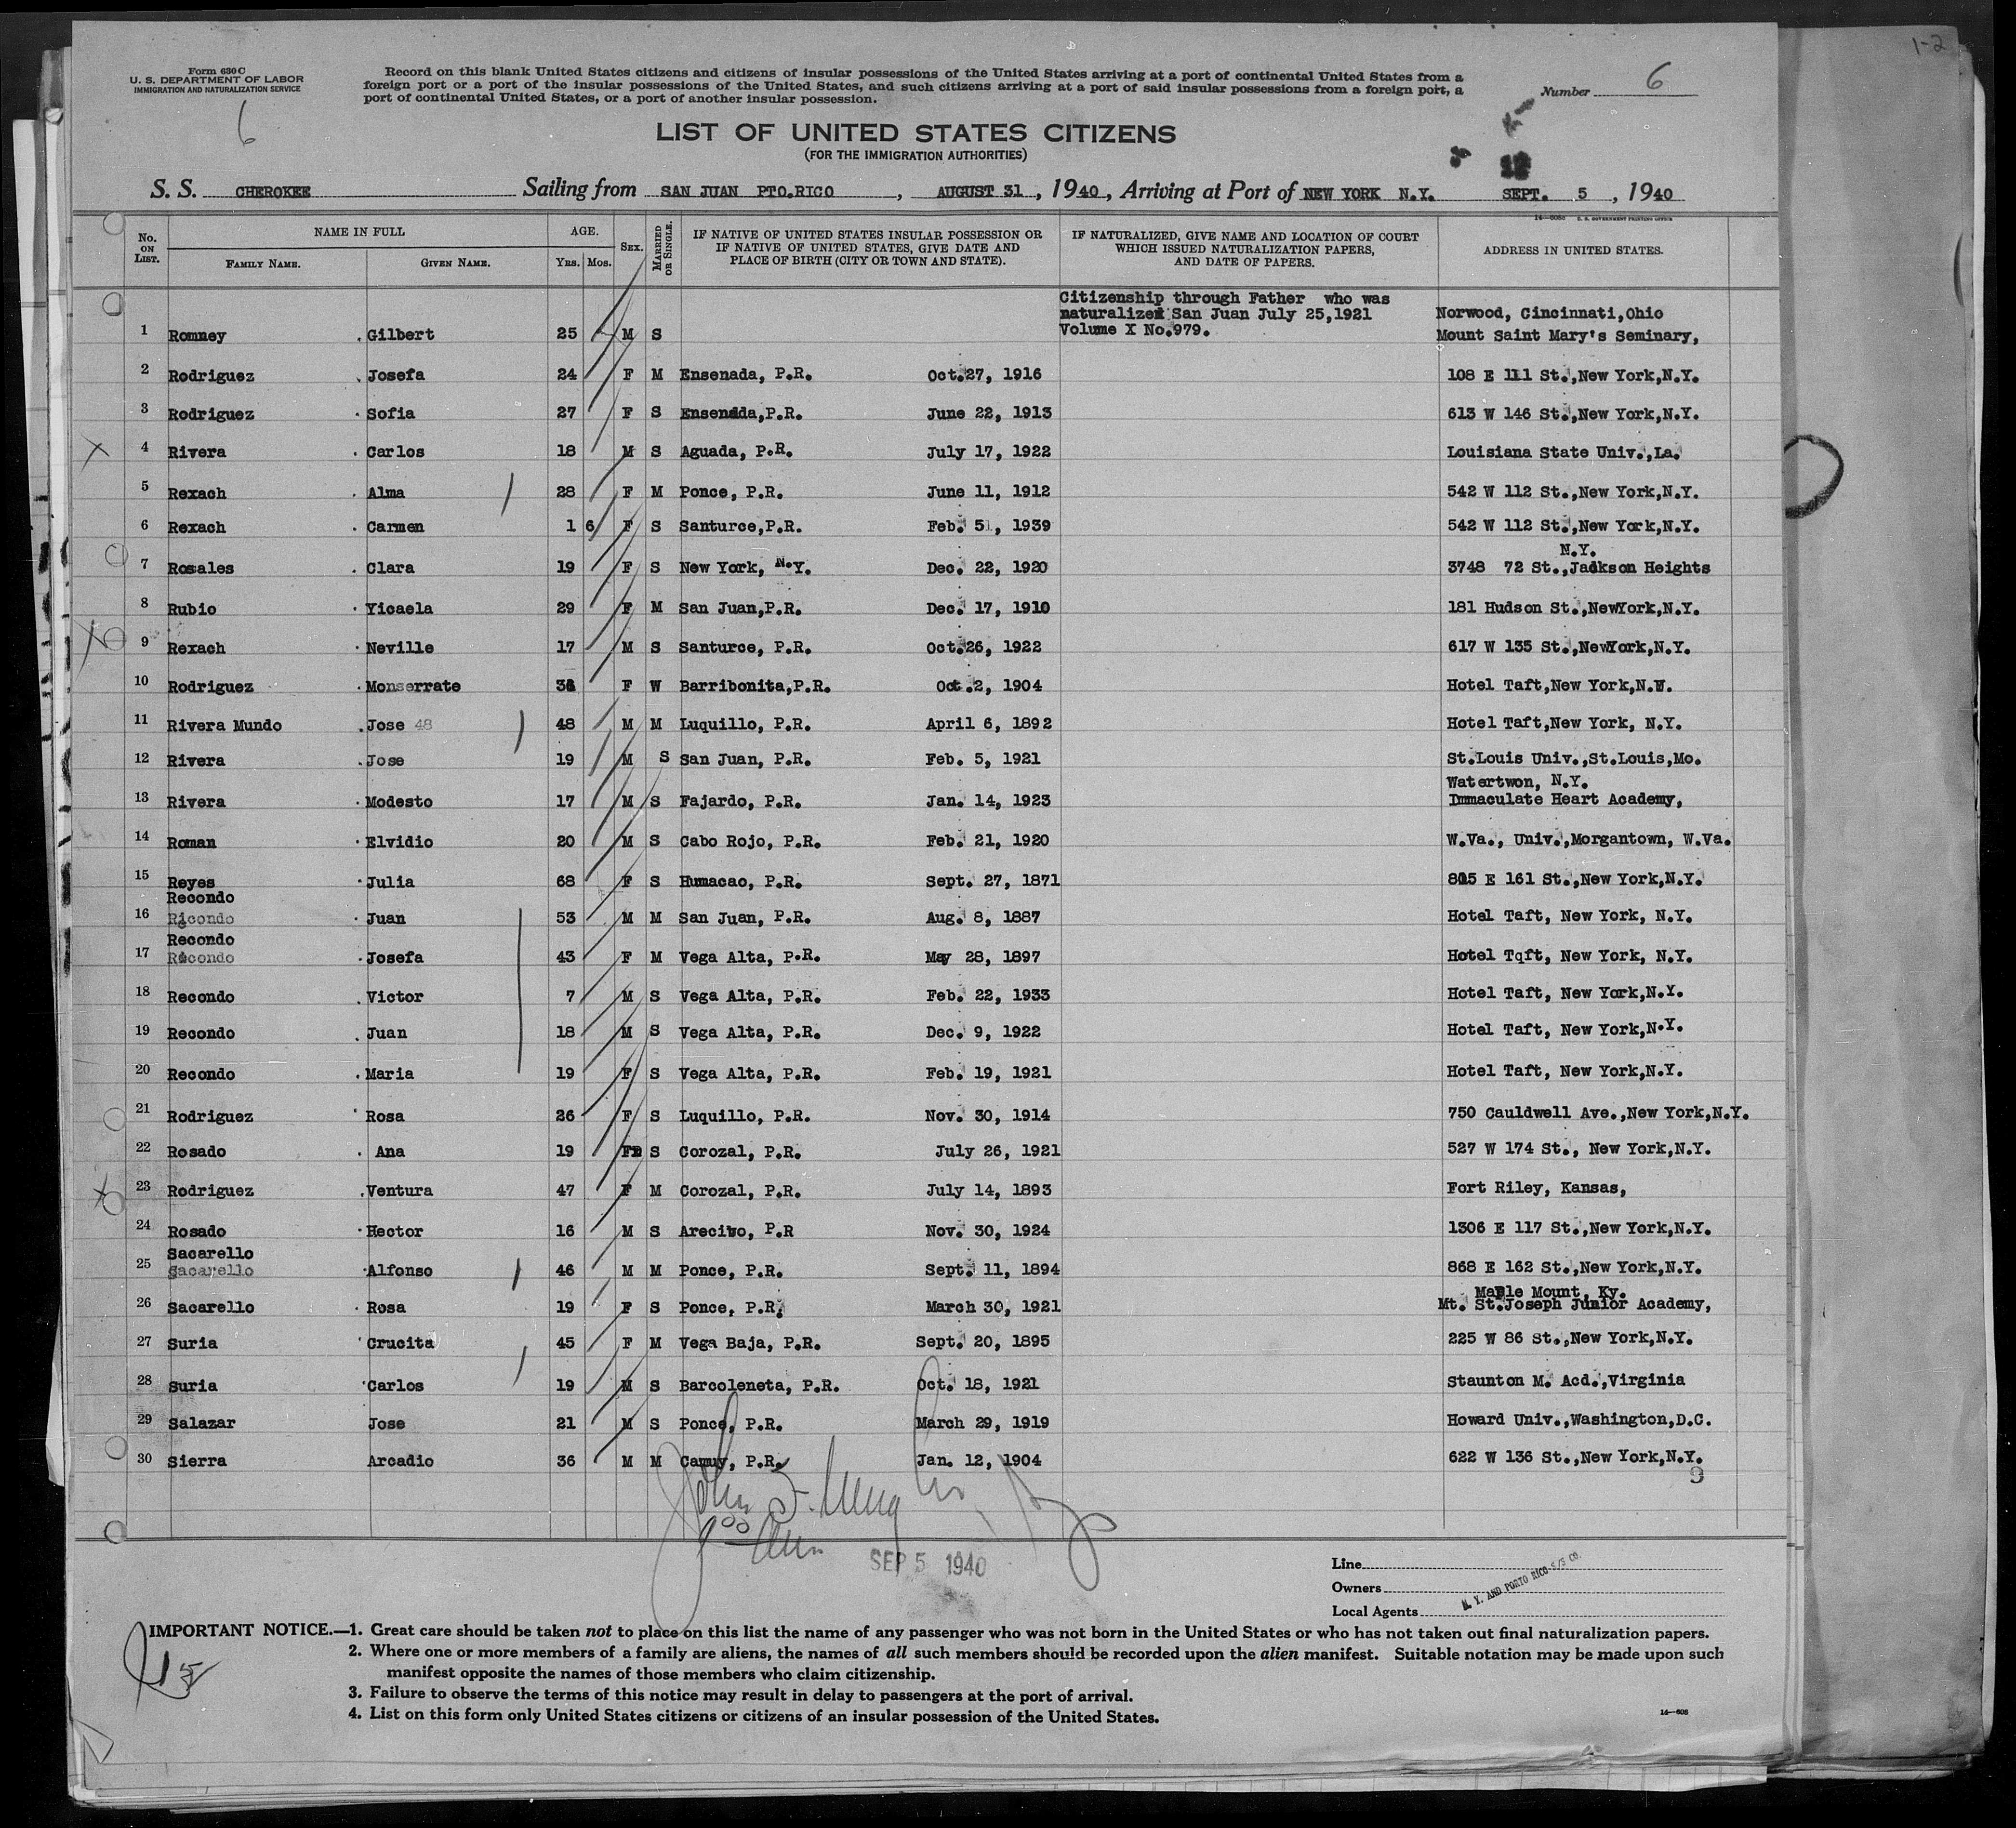 1-2
Form 630 C
U. S. DEPARTMENT OF LABOR
IMMIGRATION AND NATURALIZATION SERVICE
6
Record on this blank United States citizens and citizens of insular possessions of the United States arriving at a port of continental United States from a
foreign port or a port of the insular possessions of the United States, and such citizens arriving at a port of said insular possessions from a foreign port, a
port of continental United States, or a port of another insular possession.
Number 6
LIST OF UNITED STATES CITIZENS
(FOR THE IMMIGRATION AUTHORITIES)
S. S. CHEROKEE Sailing from SAN JUAN PTO.RICO, AUGUST 31, 1940, Arriving at Port of NEW YORK N.Y. SEPT. 5, 1940
U. S. GOVERNMENT PRINTING OFFICE
No. ON LIST. NAME IN FULL FAMILY NAME. GIVEN NAME. AGE. YRS. MOS. SEX. MARRIED OR SINGLE. IF NATIVE OF UNITED STATES INSULAR POSSESSION OR IF NATIVE OF UNITED STATES, GIVE DATE AND PLACE OF BIRTH (CITY OR TOWN AND STATE). IF NATURALIZED, GIVE NAME AND LOCATION OF COURT WHICH ISSUED NATURALIZATION PAPERS, AND DATE OF PAPERS. ADDRESS IN UNITED STATES.
Citizenship through Father who was
naturalized San Juan July 25,1921 Norwood, Cincinnati,Ohio
1 Romney Gilbert 25 M S Volume X No.979. Mount Saint Mary's Seminary,
2 Rodriguez Josefa 24 F M Ensenada, P.R. Oct.27, 1916 108 E 111 St.,New York,N.Y.
3 Rodriguez Sofia 27 F S Ensenada,P.R. June 22, 1913 613 W 146 St.,New York,N.Y.
4 Rivera Carlos 18 M S Aguada, P.R. July 17, 1922 Louisiana State Univ.,La.
5 Rexach Alma 28 F M Ponce, P.R. June 11, 1912 542 W 112 St.,New York,N.Y.
6 Rexach Carmen 1 6 F S Santurce,P.R. Feb. 5, 1939 542 W 112 St.,New York,N.Y.
N.Y.
7 Rosales Clara 19 F S New York, N.Y. Dec. 22, 1920 3748 72 St.,Jackson Heights
8 Rubio Yicaela 29 F M San Juan,P.R. Dec. 17, 1910 181 Hudson St.,NewYork,N.Y.
9 Rexach Neville 17 M S Santurce, P.R. Oct.26, 1922 617 W 135 St.,NewYork,N.Y.
10 Rodriguez Monserrate F W Barribonita,P.R. Oct.2, 1904 Hotel Taft,New York,N.Y.
11 Rivera Mundo Jose 48 48 M M Luquillo, P.R. April 6, 1892 Hotel Taft,New York, N.Y.
12 Rivera Jose 19 M S San Juan, P.R. Feb. 5, 1921 St.Louis Univ.,St.Louis,Mo.
Watertwon, N.Y.
13 Rivera Modesto 17 M S Fajardo, P.R. Jan. 14, 1923 Immaculate Heart Academy,
14 Roman Elvidio 20 M S Cabo Rojo, P.R. Feb. 21, 1920 W.Va., Univ.,Morgantown, W.Va.
15 Reyes Julia 68 F S Humacao, P.R. Sept. 27, 1871 E 161 St.,New York,N.Y.
Recondo
16 Ricondo Juan 53 M M San Juan, P.R. Aug. 8, 1887 Hotel Taft, New York, N.Y.
Recondo
17 Recondo Josefa 43 F M Vega Alta, P.R. May 28, 1897 Hotel Tqft, New York, N.Y.
18 Recondo Victor 7 M S Vega Alta, P.R. Feb. 22, 1933 Hotel Taft, New York,N.Y.
19 Recondo Juan 18 M S Vega Alta, P.R. Dec. 9, 1922 Hotel Taft, New York,N.Y.
20 Recondo Maria 19 F S Vega Alta, P.R. Feb. 19, 1921 Hotel Taft, New York,N.Y.
21 Rodriguez Rosa 26 F S Luquillo, P.R. Nov. 30, 1914 750 Cauldwell Ave.,New York,N.Y.
22 Rosado Ana 19 F S Corozal, P.R. July 26, 1921 527 W 174 St., New York,N.Y.
23 Rodriguez Ventura 47 F M Corozal, P.R. July 14, 1893 Fort Riley, Kansas,
24 Rosado Hector 16 M S Arecibo, P.R Nov. 30, 1924 1306 E 117 St.,New York,N.Y.
Sacarello
25 Sacarello Alfonso 46 M M Ponce, P.R. Sept. 11, 1894 868 E 162 St.,New York,N.Y.
Maple Mount, Ky.
26 Sacarello Rosa 19 F S Ponce, P.R. March 30, 1921 Mt. St.Joseph Junior Academy,
27 Suria Crucita 45 F M Vega Baja, P.R. Sept. 20, 1895 225 W 86 St.,New York,N.Y.
28 Suria Carlos 19 M S Barcoleneta, P.R. Oct. 18, 1921 Staunton M. Acd.,Virginia
29 Salazar Jose 21 M S Ponce, P.R. March 29, 1919 Howard Univ.,Washington,D.C.
30 Sierra Arcadio 36 M M Camuy, P.R. Jan. 12, 1904 622 W 136 St.,New York,N.Y.
9
SEP 5 1940
Line
Owners N. Y. AND PORTO RICO S/S CO.
Local Agents
IMPORTANT NOTICE.—1. Great care should be taken not to place on this list the name of any passenger who was not born in the United States or who has not taken out final naturalization papers.
2. Where one or more members of a family are aliens, the names of all such members should be recorded upon the alien manifest. Suitable notation may be made upon such
manifest opposite the names of those members who claim citizenship.
3. Failure to observe the terms of this notice may result in delay to passengers at the port of arrival.
4. List on this form only United States citizens or citizens of an insular possession of the United States.